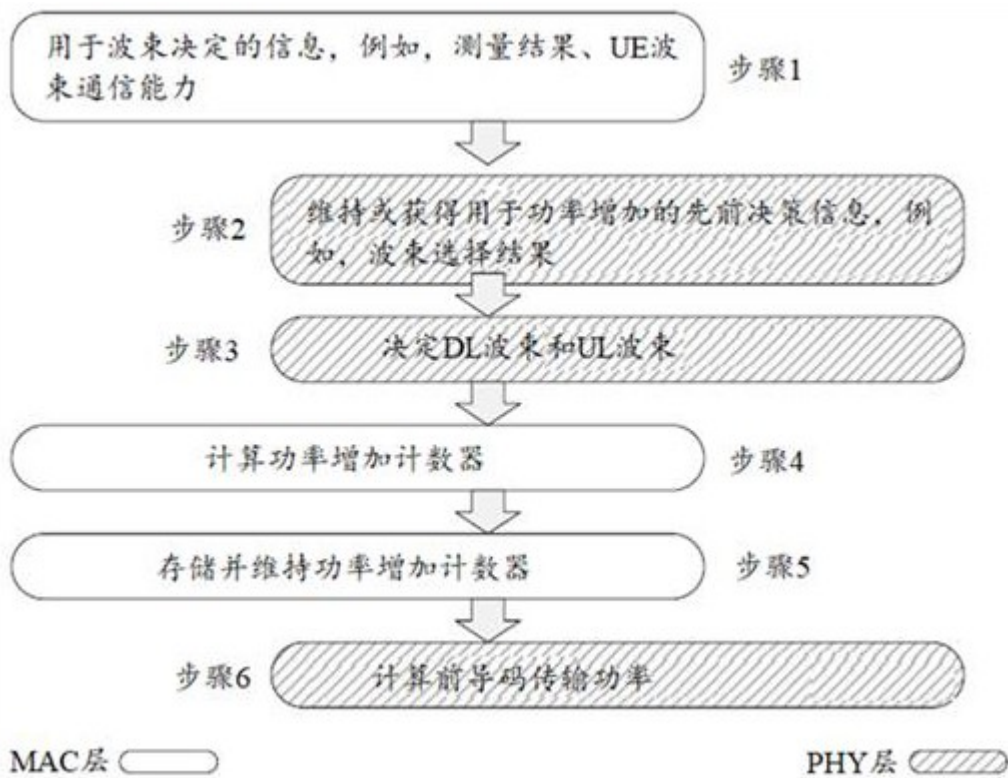 用于波束决定的信息，例如，测量结果、UE波
束通信能力
步骤1
步骤2
维持或获得用于功率增加的先前决策信息，例
如，波束选择结果
步骤3
决定DL波束和UL波束
计算功率增加计数器
步骤4
存储并维持功率增加计数器
步骤5
步骤6
计算前导码传输功率
MAC层
PHY层